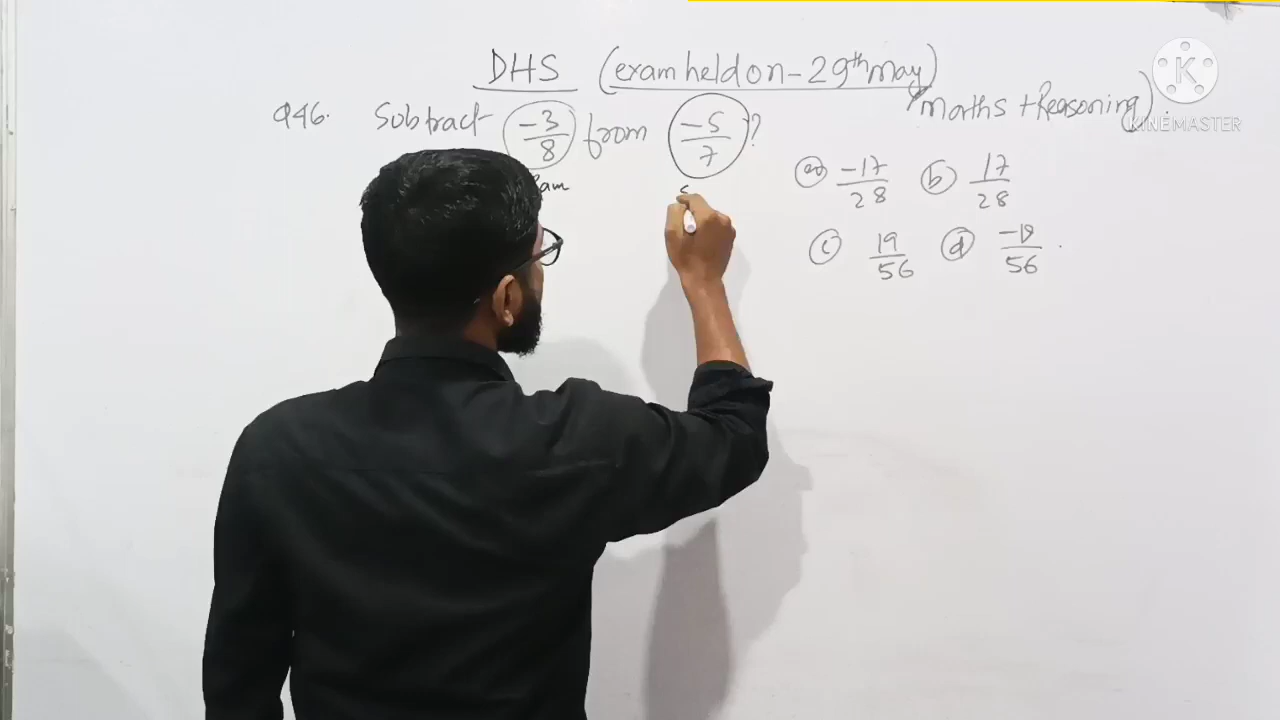 DHS (exam held on - 29th may)
Maths + Reasoning)
Q46. Subtract -3/8 from -5/7?
a) -17/28 b) 17/28
c) 19/56 d) -19/56
K
KINEMASTER